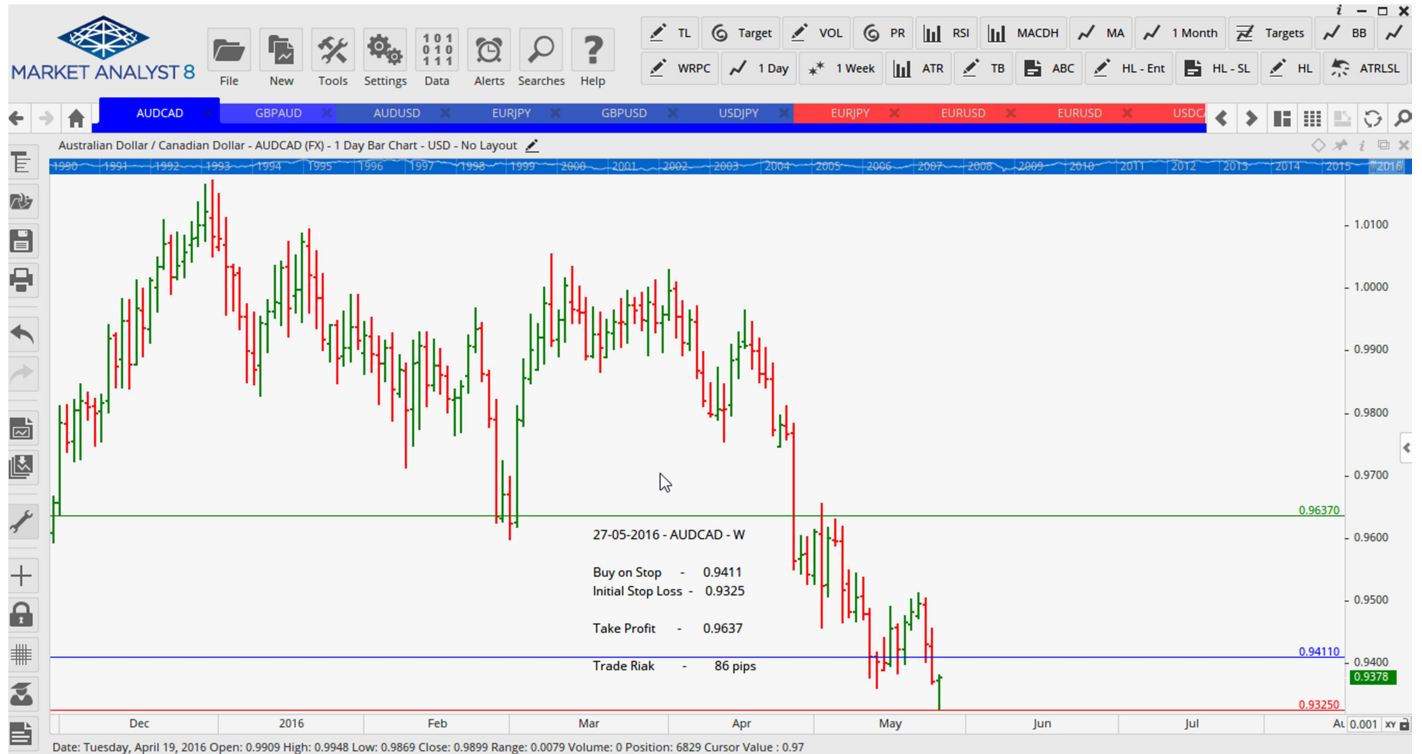 MARKET ANALYST 8
File New Tools Settings Data Alerts Searches Help
101
010
101
TL Target VOL PR RSI MACDH MA 1 Month Targets BB
WRPC 1 Day 1 Week ATR TB ABC HL - Ent HL - SL HL ATRLSL
AUDCAD GBPAUD AUDUSD EURJPY GBPUSD USDJPY EURJPY EURUSD EURUSD USDC
Australian Dollar / Canadian Dollar - AUDCAD (FX) - 1 Day Bar Chart - USD - No Layout
1990 1991 1992 1993 1994 1995 1996 1997 1998 1999 2000 2001 2002 2003 2004 2005 2006 2007 2008 2009 2010 2011 2012 2013 2014 2015 2016
1.0100
1.0000
0.9900
0.9800
0.9700
0.96370
0.9600
0.9500
0.94110
0.9400
0.9378
0.93250
27-05-2016 - AUDCAD - W
Buy on Stop - 0.9411
Initial Stop Loss - 0.9325
Take Profit - 0.9637
Trade Riak - 86 pips
Dec 2016 Feb Mar Apr May Jun Jul Au 0.001 XY
Date: Tuesday, April 19, 2016 Open: 0.9909 High: 0.9948 Low: 0.9869 Close: 0.9899 Range: 0.0079 Volume: 0 Position: 6829 Cursor Value : 0.97